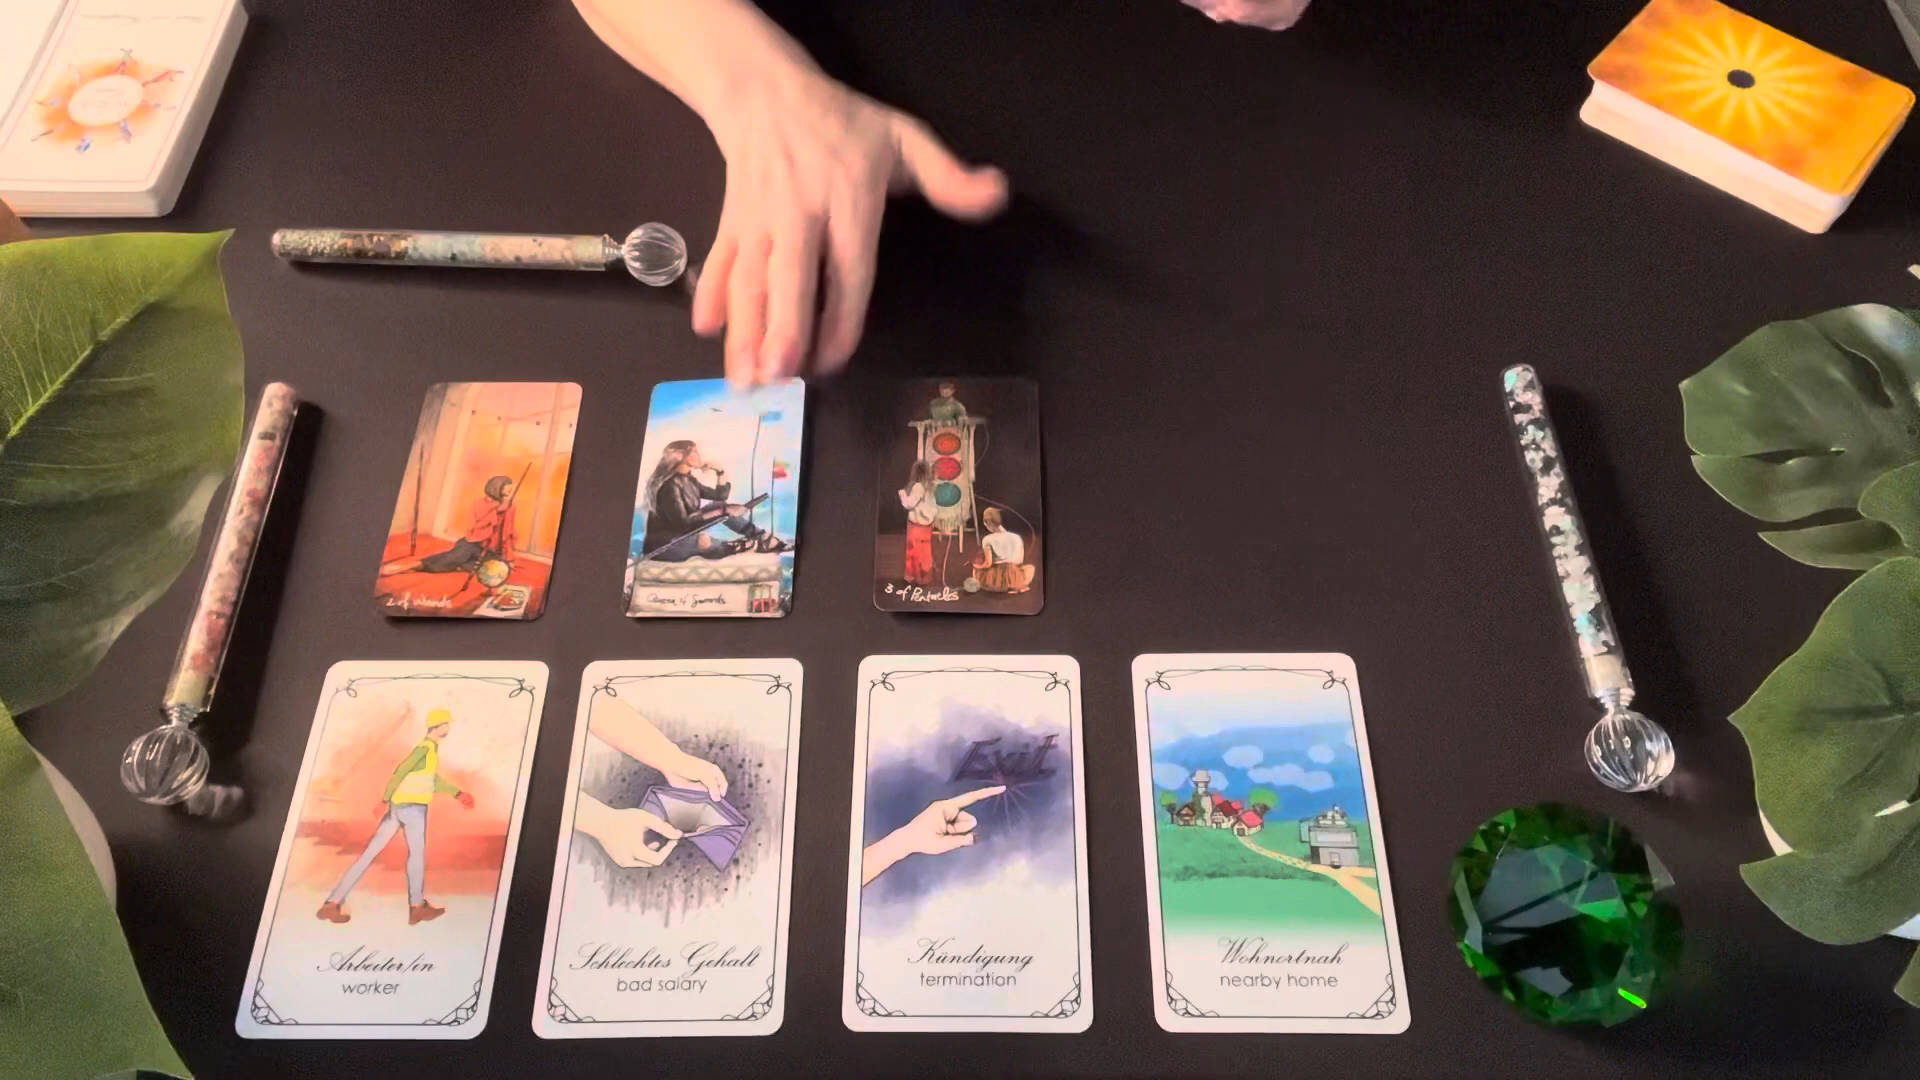 2 of Wands
Queen of Swords
3 of Pentacles
Exit
Arbeiter/in
worker
Schlechtes Gehalt
bad salary
Kündigung
termination
Wohnortnah
nearby home